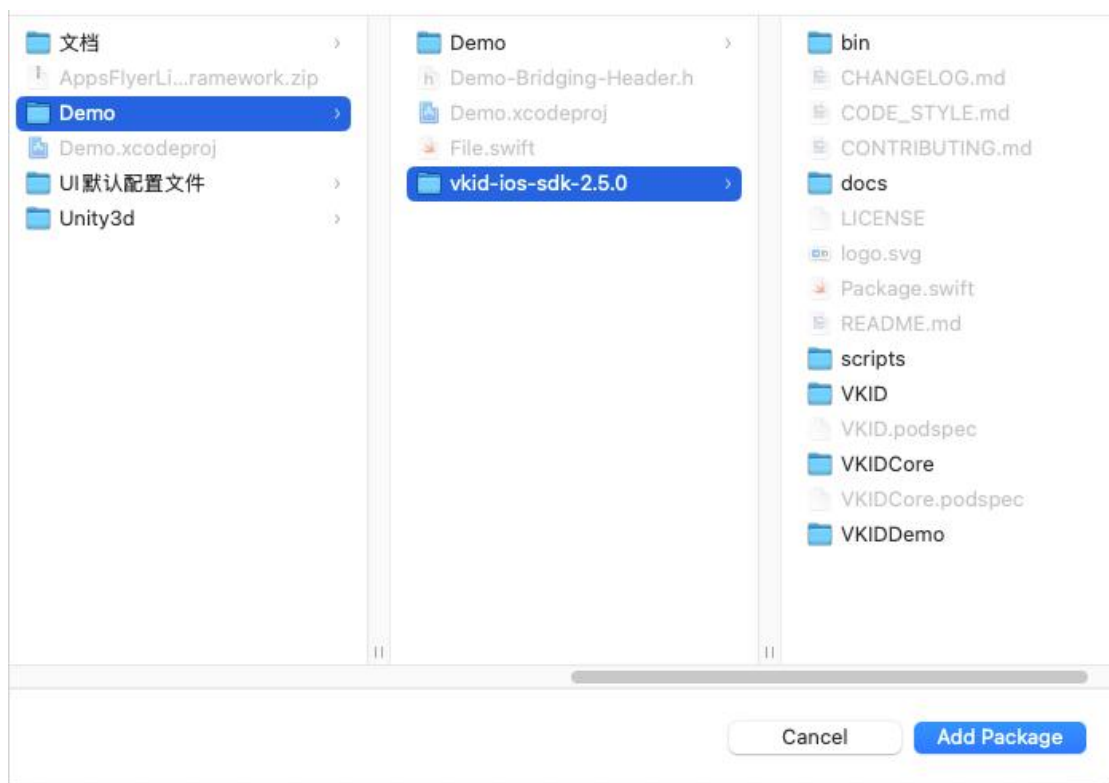 文档
AppsFlyerLi...ramework.zip
Demo
Demo.xcodeproj
UI默认配置文件
Unity3d
Demo
Demo-Bridging-Header.h
Demo.xcodeproj
File.swift
vkid-ios-sdk-2.5.0
bin
CHANGELOG.md
CODE_STYLE.md
CONTRIBUTING.md
docs
LICENSE
logo.svg
Package.swift
README.md
scripts
VKID
VKID.podspec
VKIDCore
VKIDCore.podspec
VKIDDemo
Cancel
Add Package